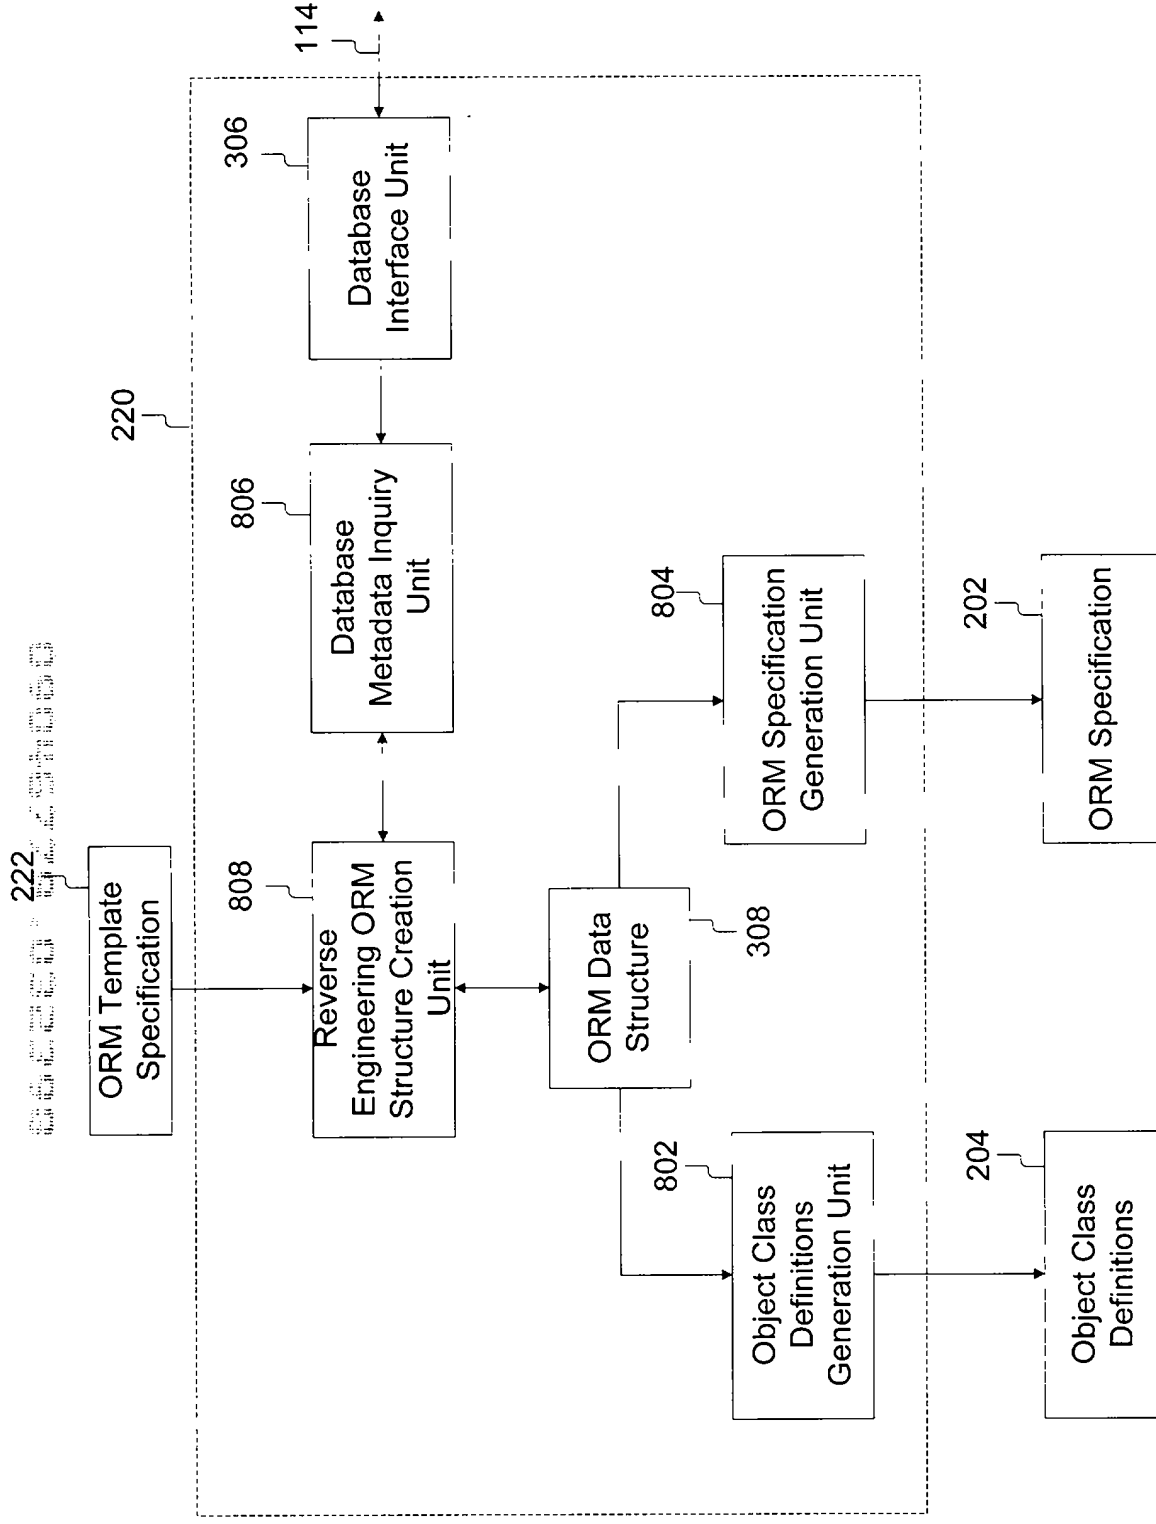 222
ORM Template
Specification
220
808
Reverse
Engineering ORM
Structure Creation
Unit
806
Database
Metadata Inquiry
Unit
306
Database
Interface Unit
114
ORM Data
Structure
308
802
Object Class
Definitions
Generation Unit
804
ORM Specification
Generation Unit
204
Object Class
Definitions
202
ORM Specification